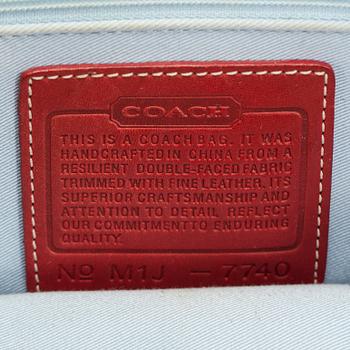 COACH
THIS IS A COACH BAG. IT WAS
HANDCRAFTED IN CHINA FROM A
RESILIENT DOUBLE-FACED FABRIC
TRIMMED WITH FINE LEATHER. ITS
SUPERIOR CRAFTSMANSHIP AND
ATTENTION TO DETAIL REFLECT
OUR COMMITMENT TO ENDURING
QUALITY.
No M1J - 7740